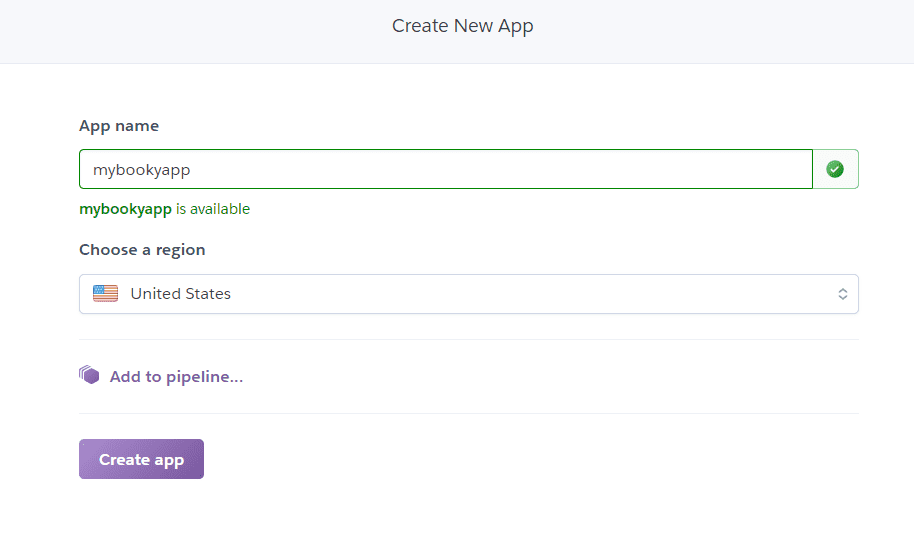 Create New App
App name
mybookyapp
mybookyapp is available
Choose a region
United States
Add to pipeline...
Create app